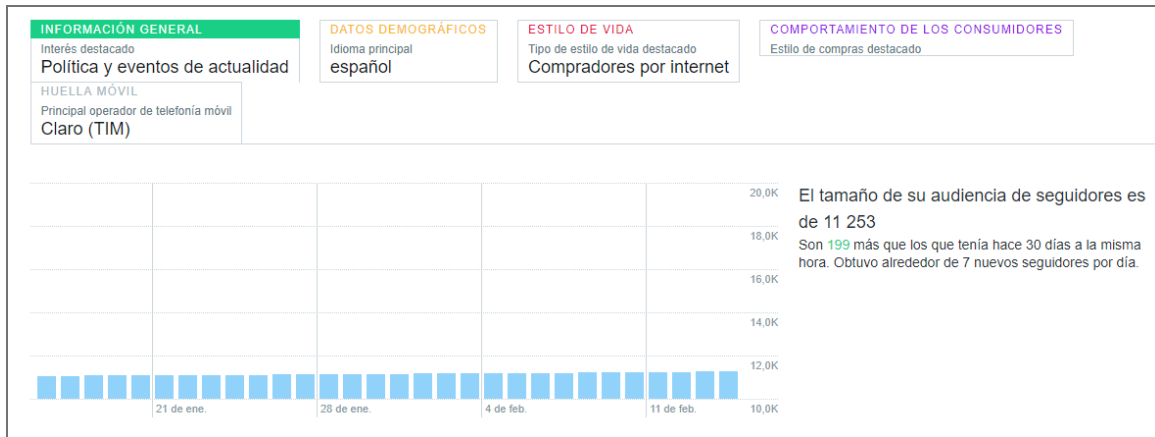 INFORMACIÓN GENERAL
Interés destacado
Política y eventos de actualidad
DATOS DEMOGRÁFICOS
Idioma principal
español
ESTILO DE VIDA
Tipo de estilo de vida destacado
Compradores por internet
COMPORTAMIENTO DE LOS CONSUMIDORES
Estilo de compras destacado
HUELLA MÓVIL
Principal operador de telefonía móvil
Claro (TIM)
20,0K
18,0K
16,0K
14,0K
12,0K
10,0K
21 de ene.
28 de ene.
4 de feb.
11 de feb.
El tamaño de su audiencia de seguidores es
de 11 253
Son 199 más que los que tenía hace 30 días a la misma
hora. Obtuvo alrededor de 7 nuevos seguidores por día.